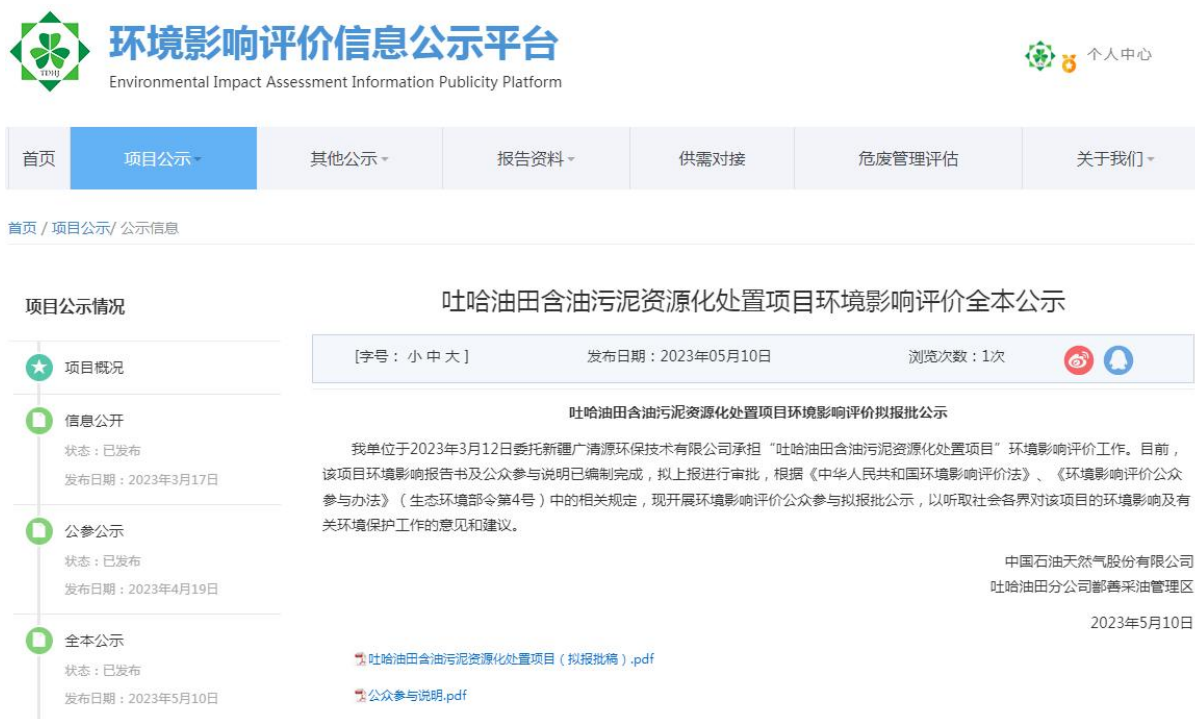 环境影响评价信息公示平台
Environmental Impact Assessment Information Publicity Platform
TDHJ
个人中心
首页 项目公示 其他公示 报告资料 供需对接 危废管理评估 关于我们
首页 / 项目公示/ 公示信息
项目公示情况
项目概况
信息公开
状态：已发布
发布日期：2023年3月17日
公参公示
状态：已发布
发布日期：2023年4月19日
全本公示
状态：已发布
发布日期：2023年5月10日
吐哈油田含油污泥资源化处置项目环境影响评价全本公示
[字号： 小 中 大 ] 发布日期：2023年05月10日 浏览次数：1次
吐哈油田含油污泥资源化处置项目环境影响评价拟报批公示
我单位于2023年3月12日委托新疆广清源环保技术有限公司承担“吐哈油田含油污泥资源化处置项目”环境影响评价工作。目前，
该项目环境影响报告书及公众参与说明已编制完成，拟上报进行审批，根据《中华人民共和国环境影响评价法》、《环境影响评价公众
参与办法》（生态环境部令第4号）中的相关规定，现开展环境影响评价公众参与拟报批公示，以听取社会各界对该项目的环境影响及有
关环境保护工作的意见和建议。
中国石油天然气股份有限公司
吐哈油田分公司鄯善采油管理区
2023年5月10日
吐哈油田含油污泥资源化处置项目（拟报批稿）.pdf
公众参与说明.pdf